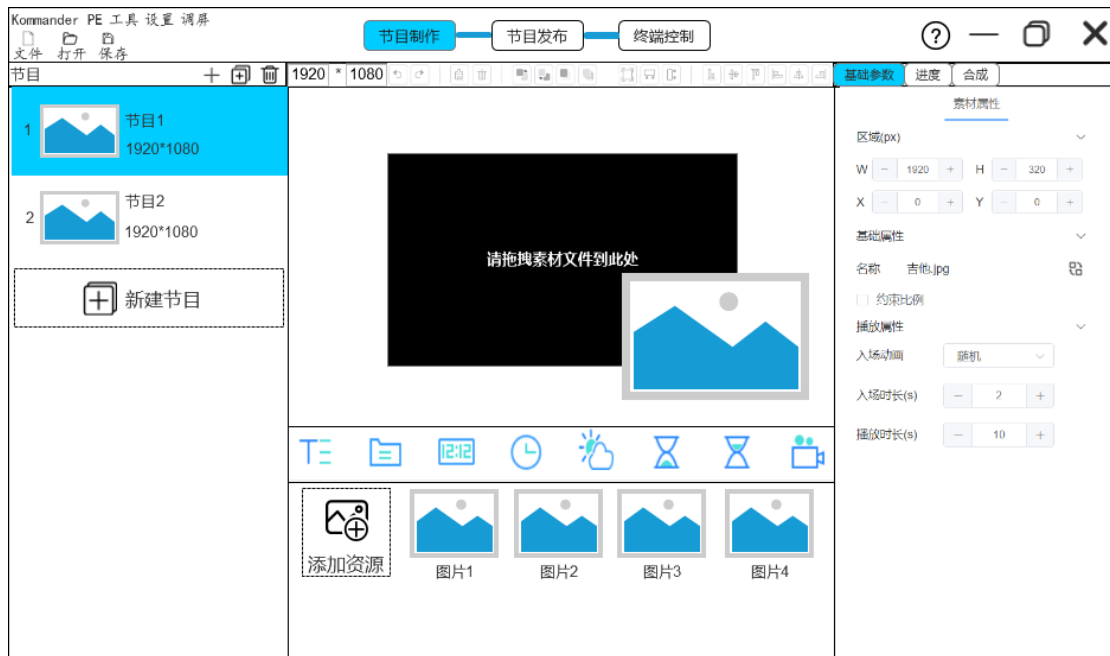 Kommander PE 工具 设置 调屏
文件 打开 保存
节目制作 节目发布 终端控制
节目
1920 * 1080
基础参数 进度 合成
1
节目1
1920*1080
2
节目2
1920*1080
新建节目
请拖拽素材文件到此处
12:12
添加资源
图片1 图片2 图片3 图片4
素材属性
区域(px)
W − 1920 + H − 320 +
X − 0 + Y − 0 +
基础属性
名称 吉他.jpg
约束比例
播放属性
入场动画 随机
入场时长(s) − 2 +
播放时长(s) − 10 +